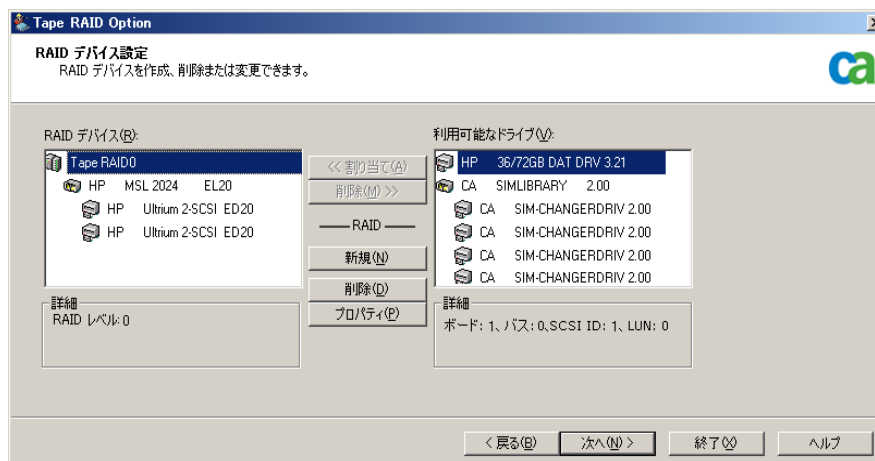 Tape RAID Option
RAID デバイス設定
RAID デバイスを作成、削除または変更できます。
ca
RAID デバイス(R):
Tape RAID0
HP MSL 2024 EL20
HP Ultrium 2-SCSI ED20
HP Ultrium 2-SCSI ED20
詳細
RAID レベル: 0
<< 割り当て(A)
削除(M) >>
RAID
新規(N)
削除(D)
プロパティ(P)
利用可能なドライブ(V):
HP 36/72GB DAT DRV 3.21
CA SIMLIBRARY 2.00
CA SIM-CHANGERDRIV 2.00
CA SIM-CHANGERDRIV 2.00
CA SIM-CHANGERDRIV 2.00
CA SIM-CHANGERDRIV 2.00
詳細
ボード: 1、バス: 0、SCSI ID: 1、LUN: 0
< 戻る(B)
次へ(N) >
終了(X)
ヘルプ